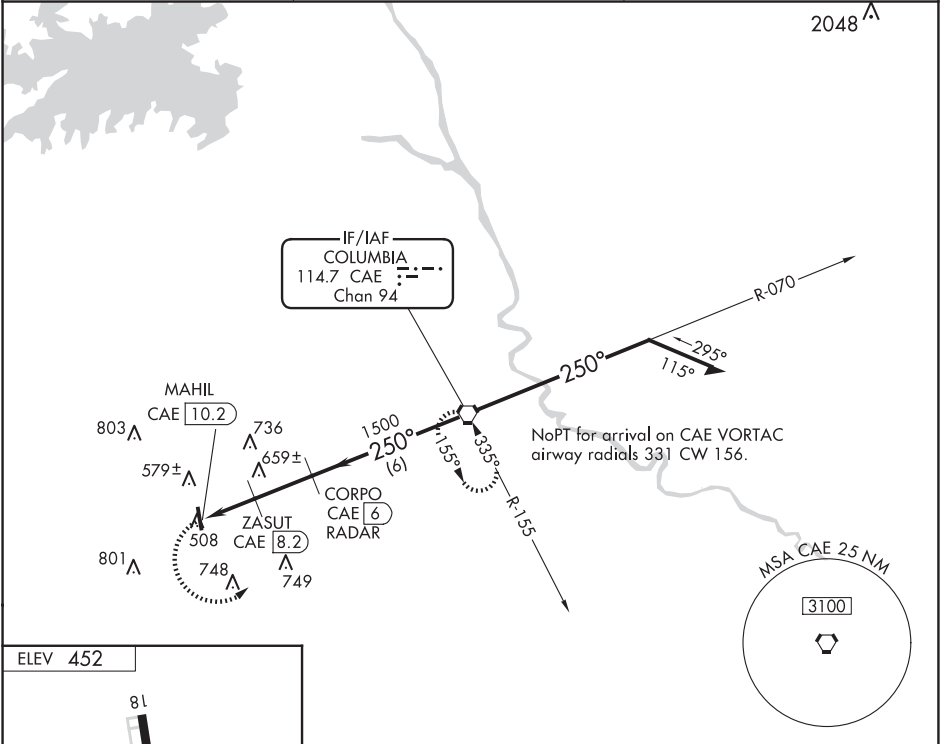 2048
IF/IAF
COLUMBIA
114.7 CAE
Chan 94
R-070
295°
115°
250°
MAHIL
CAE 10.2
803
736
1500
250°
(6)
155°
335°
NoPT for arrival on CAE VORTAC
airway radials 331 CW 156.
659±
579±
CORPO
CAE 6
RADAR
R-155
ZASUT
CAE 8.2
508
801
748
749
MSA CAE 25 NM
3100
ELEV 452
18